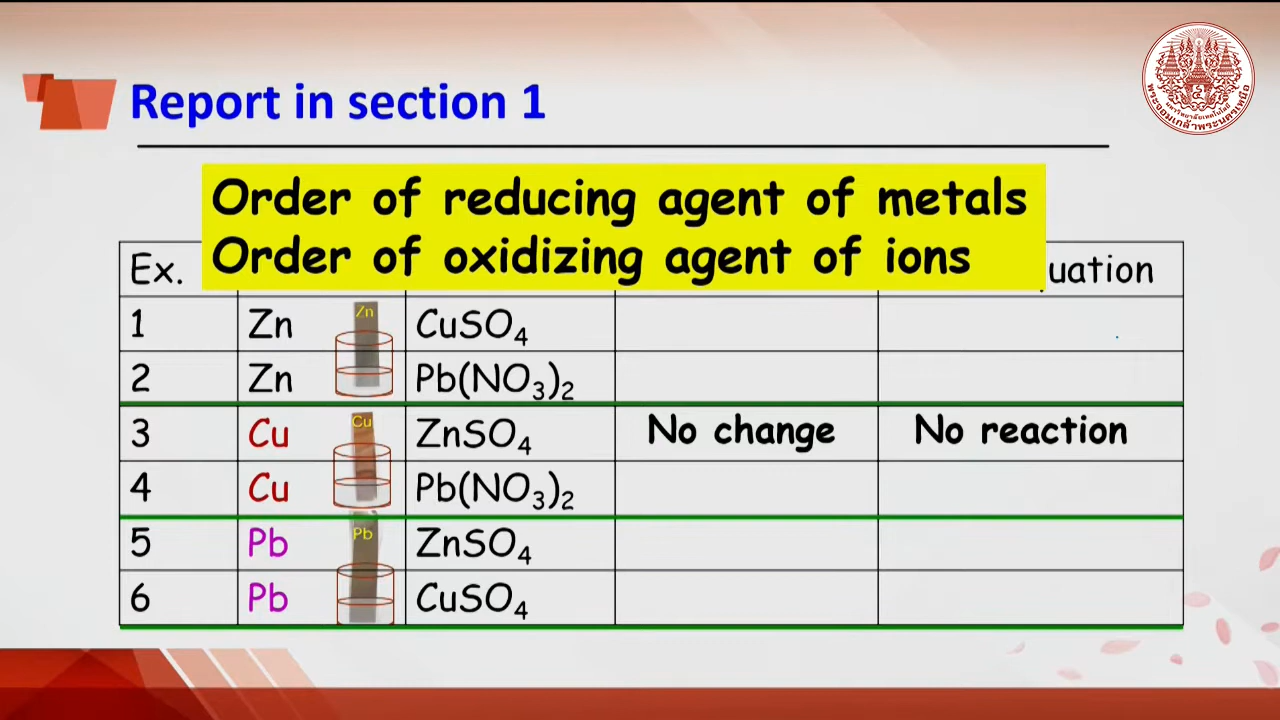 Report in section 1
Order of reducing agent of metals
Order of oxidizing agent of ions
Ex. uation
1 Zn Zn CuSO₄
2 Zn Pb(NO₃)₂
3 Cu Cu ZnSO₄ No change No reaction
4 Cu Pb(NO₃)₂
5 Pb Pb ZnSO₄
6 Pb CuSO₄